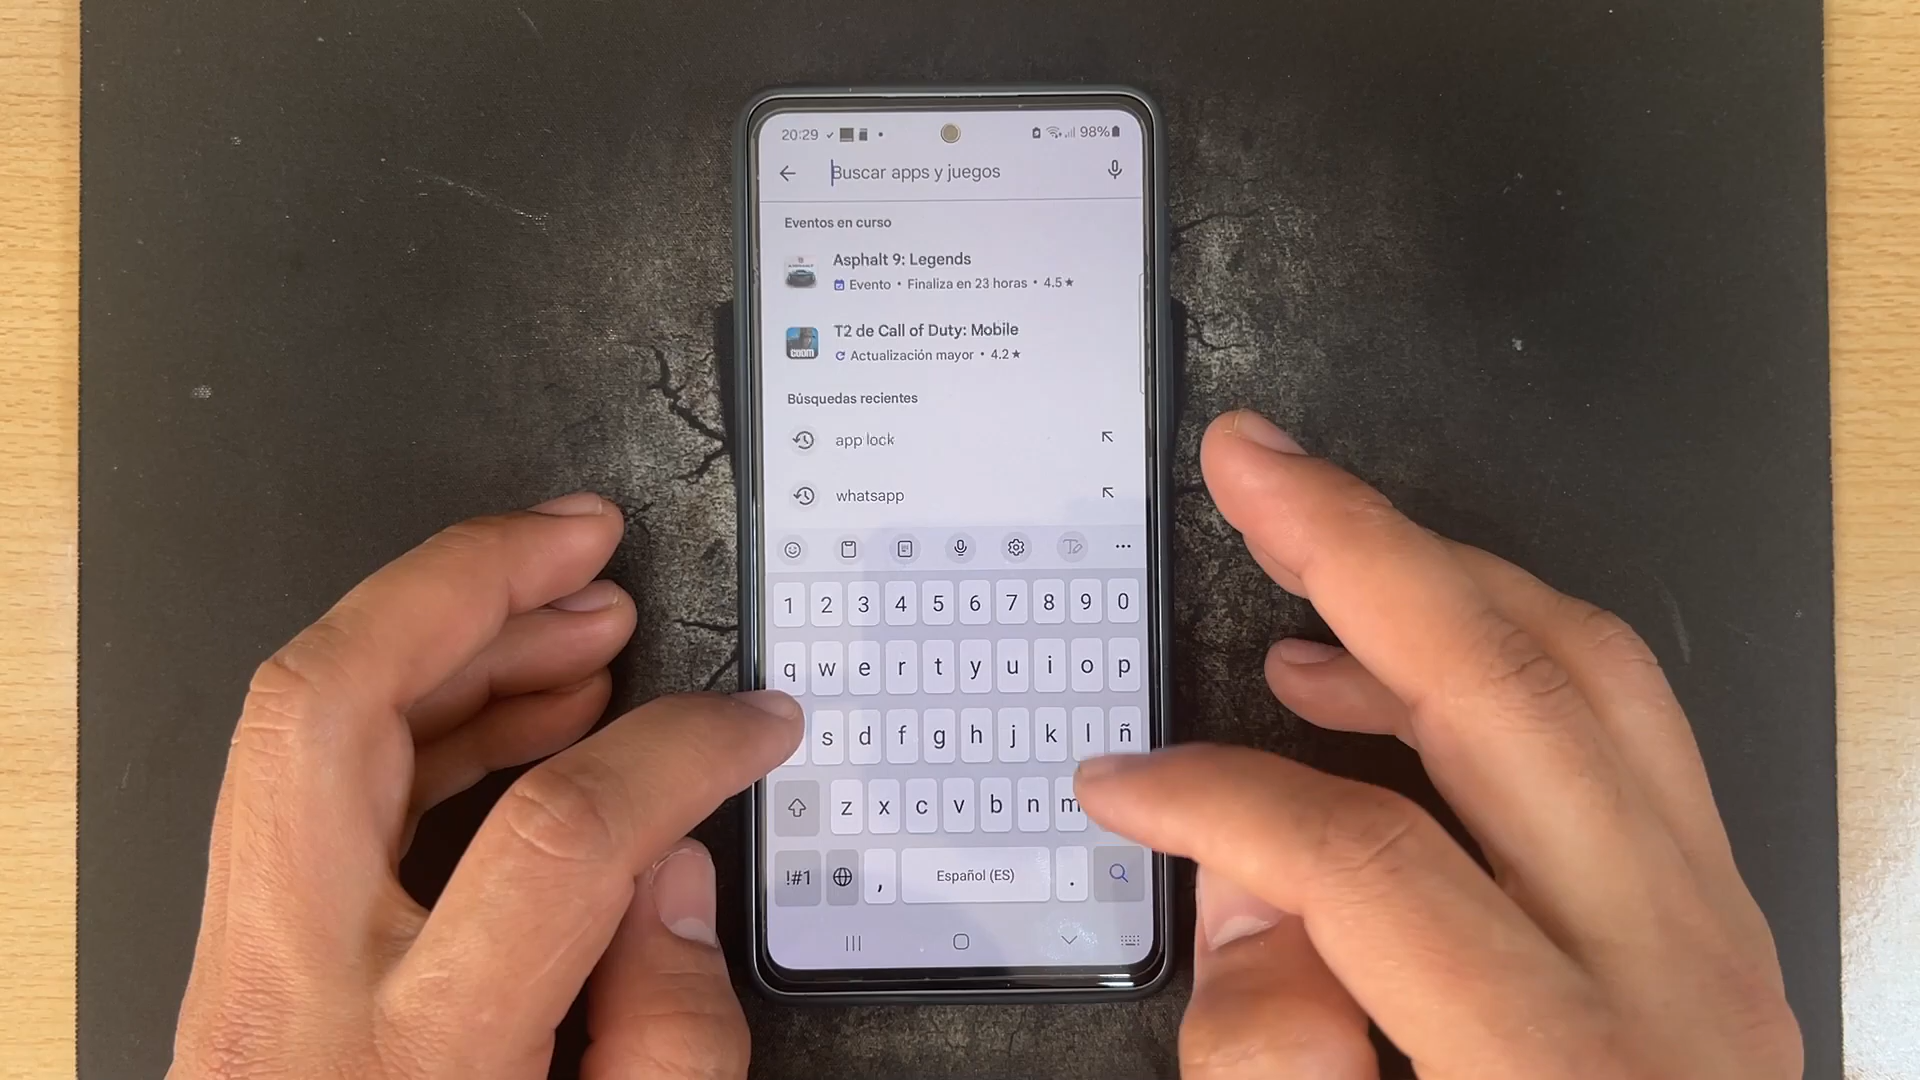 20:29 98%
Buscar apps y juegos
Eventos en curso
Asphalt 9: Legends
Evento • Finaliza en 23 horas • 4.5★
T2 de Call of Duty: Mobile
CODM
Actualización mayor • 4.2★
Búsquedas recientes
app lock
whatsapp
1 2 3 4 5 6 7 8 9 0
q w e r t y u i o p
s d f g h j k l ñ
z x c v b n m
!#1 , Español (ES) .